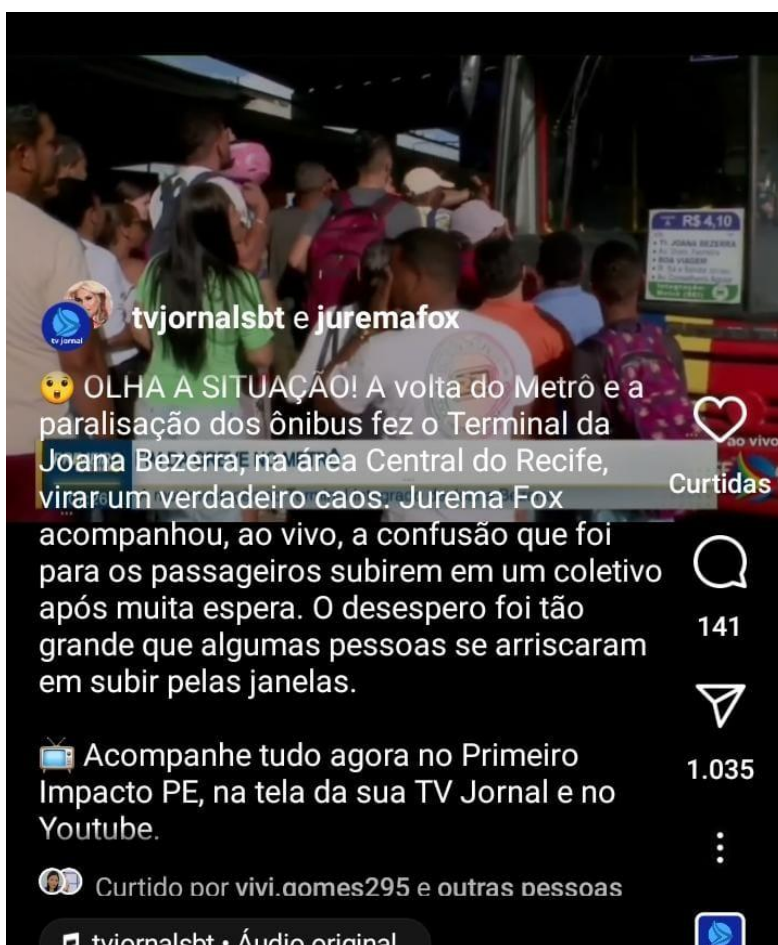 R$ 4,10
TI. JOANA BEZERRA
BOA VIAGEM
tv jornal
tvjornalsbt e juremafox
😲 OLHA A SITUAÇÃO! A volta do Metrô e a
paralisação dos ônibus fez o Terminal da
Joana Bezerra, na área Central do Recife,
virar um verdadeiro caos. Jurema Fox
acompanhou, ao vivo, a confusão que foi
para os passageiros subirem em um coletivo
após muita espera. O desespero foi tão
grande que algumas pessoas se arriscaram
em subir pelas janelas.
ao vivo
Curtidas
141
📺 Acompanhe tudo agora no Primeiro
Impacto PE, na tela da sua TV Jornal e no
Youtube.
1.035
Curtido por vivi.gomes295 e outras pessoas
tvjornalsbt • Áudio original